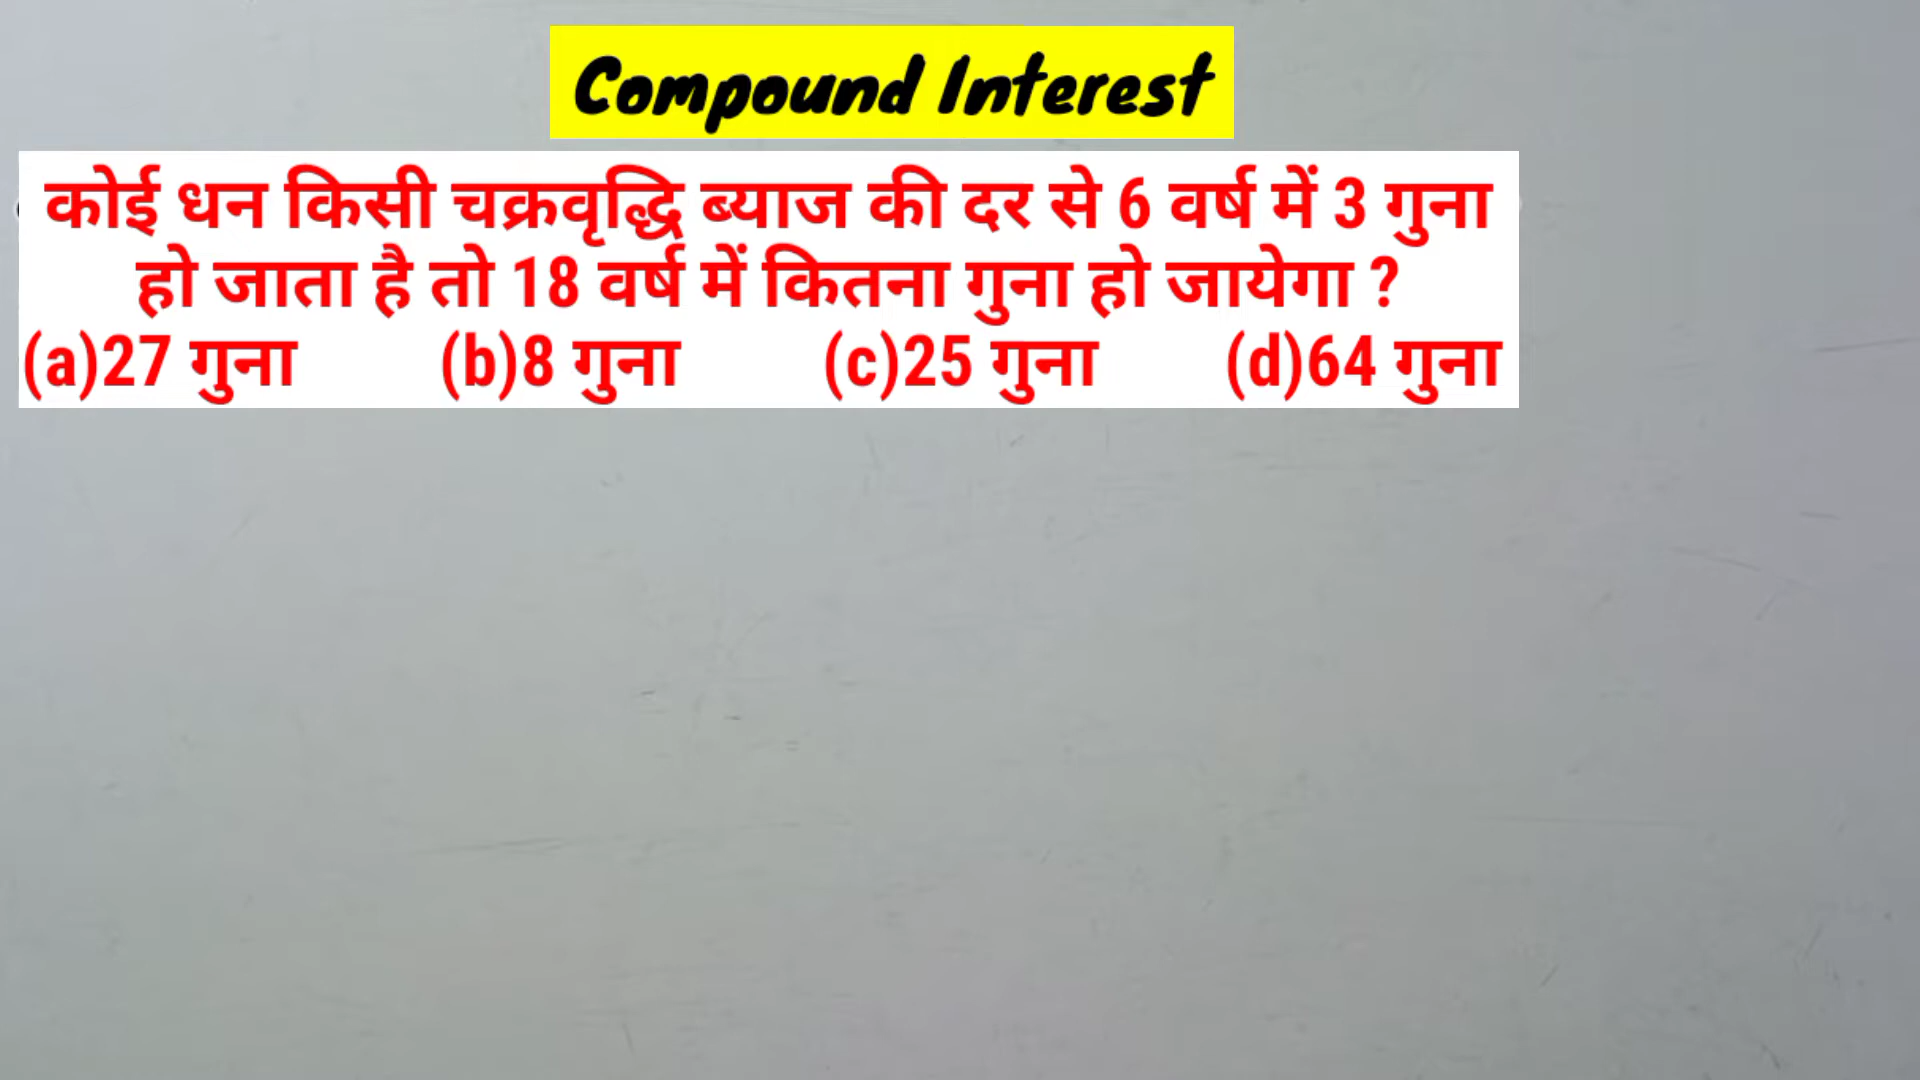 Compound Interest
कोई धन किसी चक्रवृद्धि ब्याज की दर से 6 वर्ष में 3 गुना
हो जाता है तो 18 वर्ष में कितना गुना हो जायेगा ?
(a)27 गुना (b)8 गुना (c)25 गुना (d)64 गुना